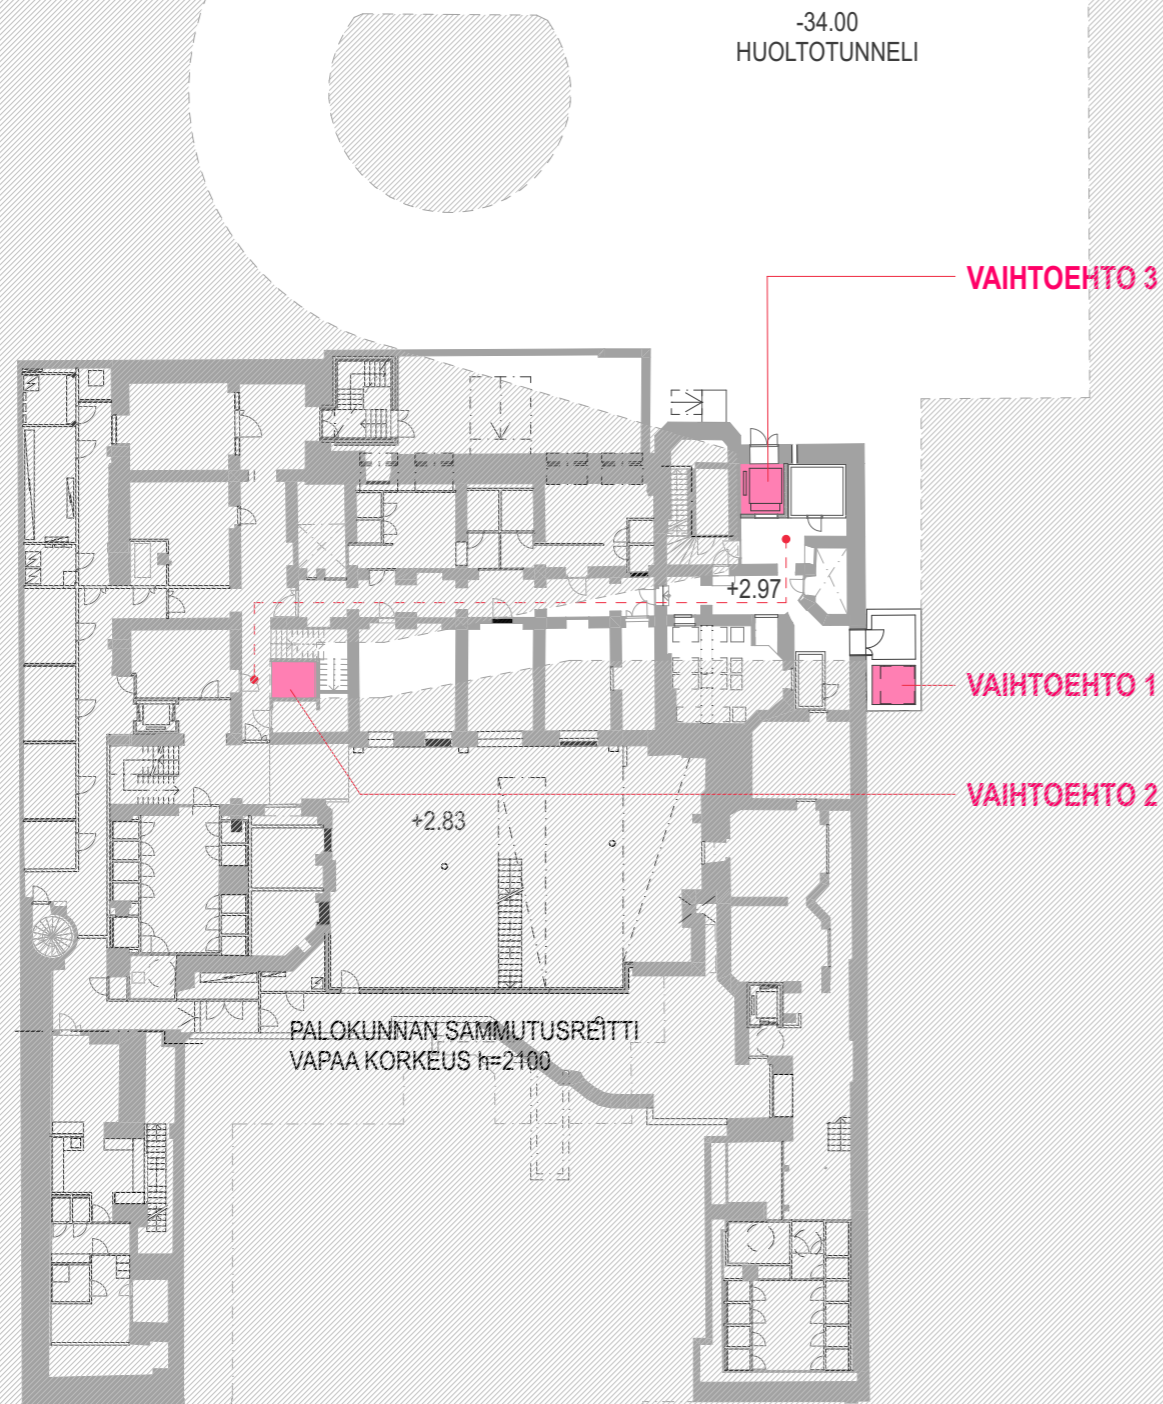 -34.00
HUOLTOTUNNELI
VAIHTOEHTO 3
+2.97
VAIHTOEHTO 1
VAIHTOEHTO 2
+2.83
PALOKUNNAN SAMMUTUSREITTI
VAPAA KORKEUS h=2100